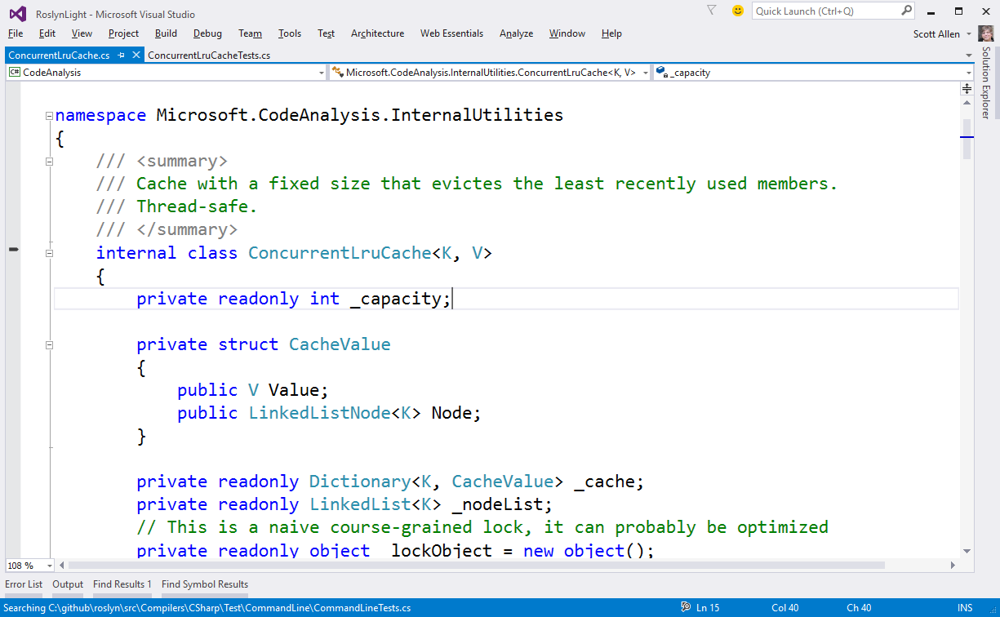 RoslynLight - Microsoft Visual Studio
Quick Launch (Ctrl+Q)
File Edit View Project Build Debug Team Tools Test Architecture Web Essentials Analyze Window Help
Scott Allen
ConcurrentLruCache.cs ConcurrentLruCacheTests.cs
C# CodeAnalysis Microsoft.CodeAnalysis.InternalUtilities.ConcurrentLruCache<K, V> _capacity
Solution Explorer
namespace Microsoft.CodeAnalysis.InternalUtilities
{
/// <summary>
/// Cache with a fixed size that evictes the least recently used members.
/// Thread-safe.
/// </summary>
internal class ConcurrentLruCache<K, V>
{
private readonly int _capacity;
private struct CacheValue
{
public V Value;
public LinkedListNode<K> Node;
}
private readonly Dictionary<K, CacheValue> _cache;
private readonly LinkedList<K> _nodeList;
// This is a naive course-grained lock, it can probably be optimized
private readonly object lockObject = new object();
108 %
Error List Output Find Results 1 Find Symbol Results
Searching C:\github\roslyn\src\Compilers\CSharp\Test\CommandLine\CommandLineTests.cs Ln 15 Col 40 Ch 40 INS